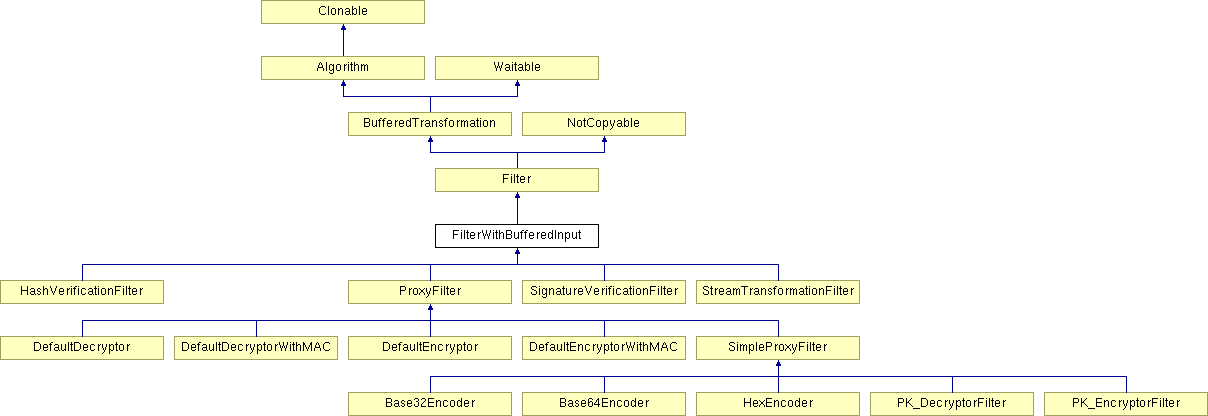 Clonable
Algorithm
Waitable
BufferedTransformation
NotCopyable
Filter
FilterWithBufferedInput
HashVerificationFilter
ProxyFilter
SignatureVerificationFilter
StreamTransformationFilter
DefaultDecryptor
DefaultDecryptorWithMAC
DefaultEncryptor
DefaultEncryptorWithMAC
SimpleProxyFilter
Base32Encoder
Base64Encoder
HexEncoder
PK_DecryptorFilter
PK_EncryptorFilter